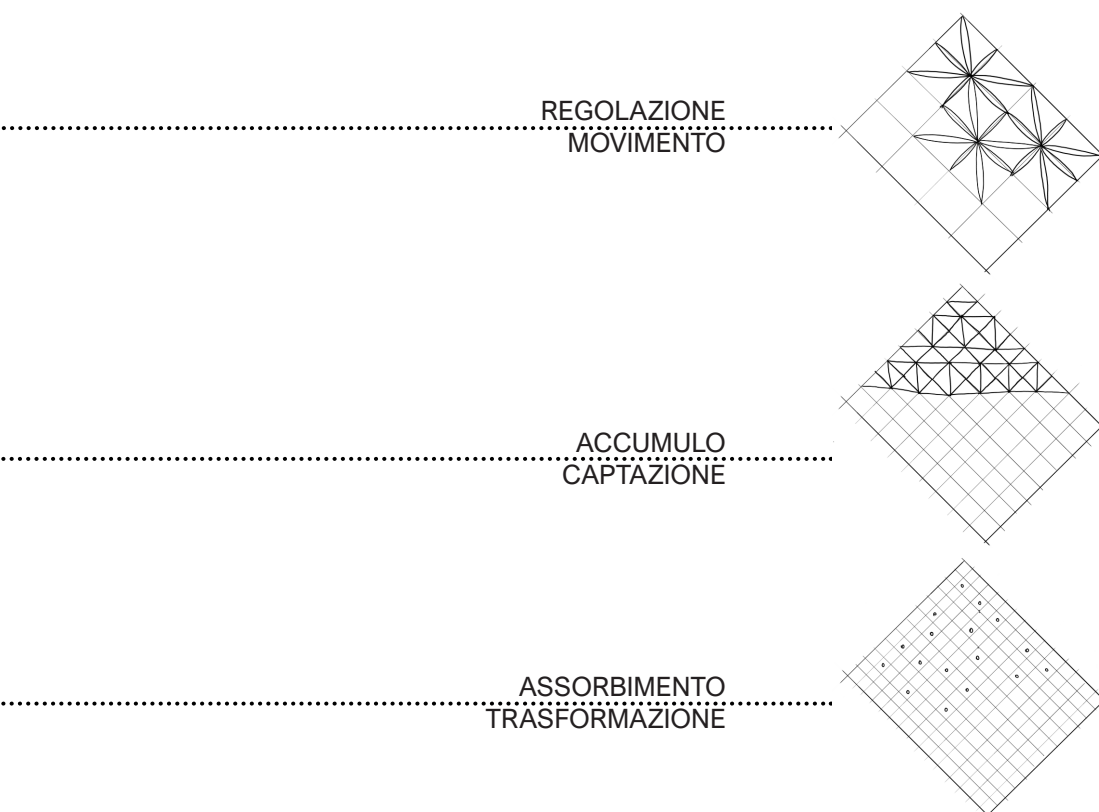 REGOLAZIONE
MOVIMENTO
ACCUMULO
CAPTAZIONE
ASSORBIMENTO
TRASFORMAZIONE